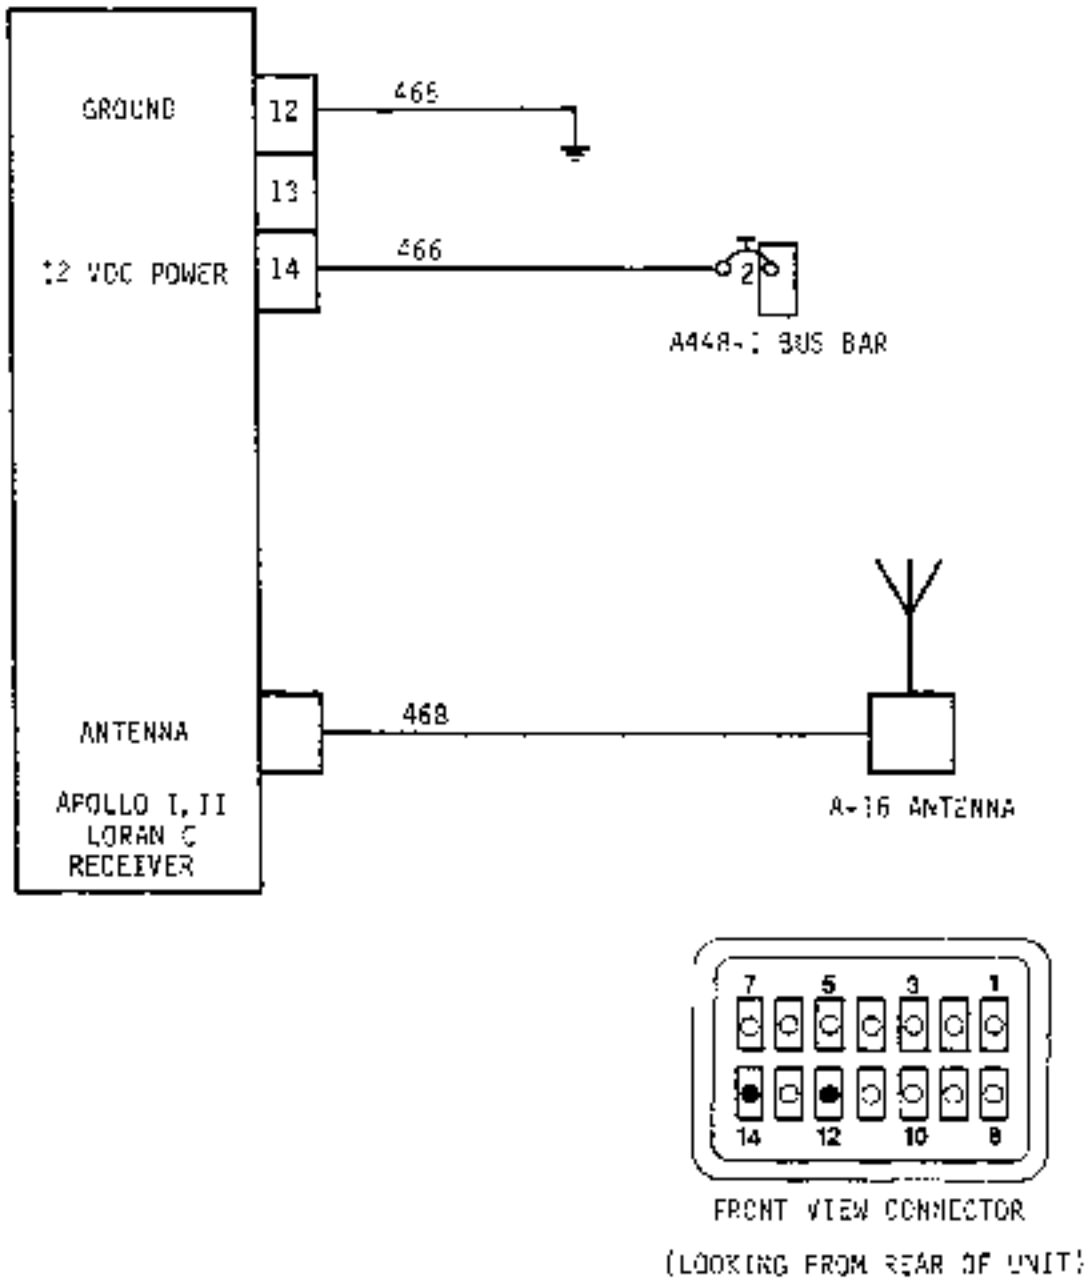 GROUND
12
465
13
12 VDC POWER
14
466
2
A448-1 BUS BAR
ANTENNA
468
APOLLO I, II
LORAN C
RECEIVER
A-16 ANTENNA
7 5 3 1
14 12 10 8
FRONT VIEW CONNECTOR
(LOOKING FROM REAR OF UNIT)